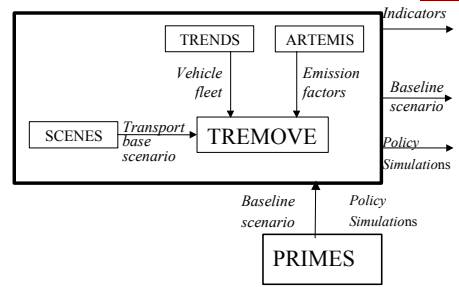 Indicators
TRENDS
ARTEMIS
Vehicle
fleet
Emission
factors
Baseline
scenario
SCENES
Transport
base
scenario
TREMOVE
Policy
Simulations
Baseline
scenario
Policy
Simulations
PRIMES